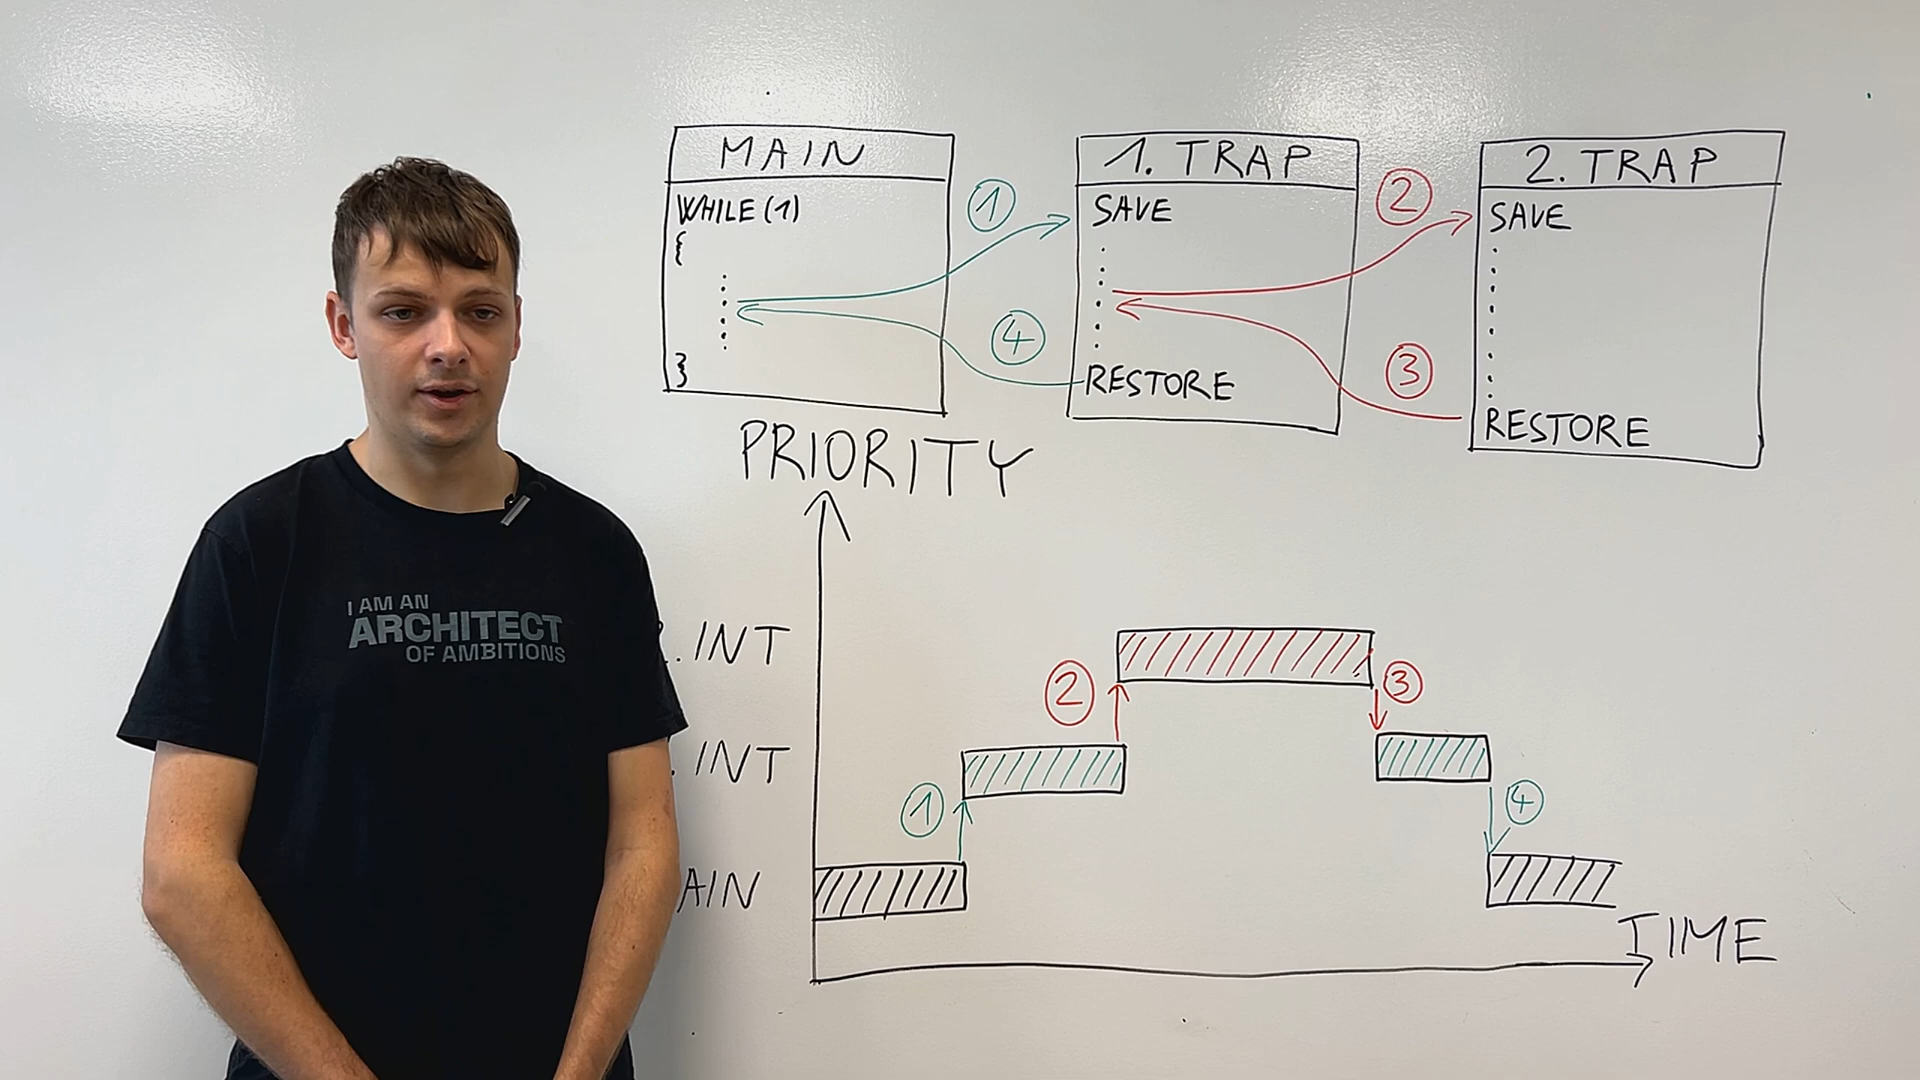 MAIN
WHILE (1)
{
}
1. TRAP
SAVE
RESTORE
2. TRAP
SAVE
RESTORE
1
4
2
3
PRIORITY
. INT
. INT
AIN
1
2
3
4
TIME
I AM AN
ARCHITECT
OF AMBITIONS